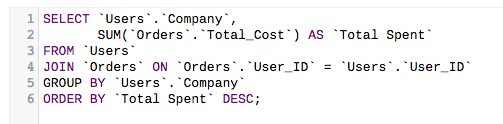 1 SELECT `Users`.`Company`,
2        SUM(`Orders`.`Total_Cost`) AS `Total Spent`
3 FROM `Users`
4 JOIN `Orders` ON `Orders`.`User_ID` = `Users`.`User_ID`
5 GROUP BY `Users`.`Company`
6 ORDER BY `Total Spent` DESC;